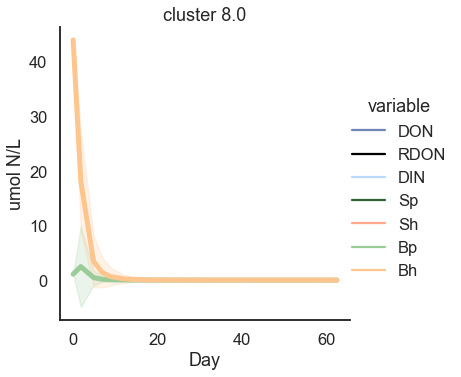 cluster 8.0
umol N/L
40
30
20
10
0
0
20
40
60
Day
variable
DON
RDON
DIN
Sp
Sh
Bp
Bh